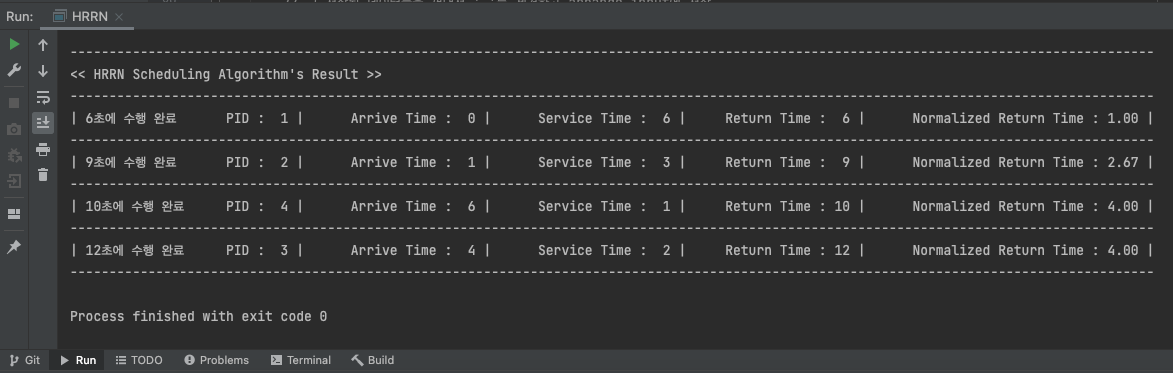 Run: HRRN
--------------------------------------------------------------------------------------------------------------------------------------------
<< HRRN Scheduling Algorithm's Result >>
--------------------------------------------------------------------------------------------------------------------------------------------
| 6초에 수행 완료 PID : 1 | Arrive Time : 0 | Service Time : 6 | Return Time : 6 | Normalized Return Time : 1.00 |
--------------------------------------------------------------------------------------------------------------------------------------------
| 9초에 수행 완료 PID : 2 | Arrive Time : 1 | Service Time : 3 | Return Time : 9 | Normalized Return Time : 2.67 |
--------------------------------------------------------------------------------------------------------------------------------------------
| 10초에 수행 완료 PID : 4 | Arrive Time : 6 | Service Time : 1 | Return Time : 10 | Normalized Return Time : 4.00 |
--------------------------------------------------------------------------------------------------------------------------------------------
| 12초에 수행 완료 PID : 3 | Arrive Time : 4 | Service Time : 2 | Return Time : 12 | Normalized Return Time : 4.00 |
--------------------------------------------------------------------------------------------------------------------------------------------
Process finished with exit code 0
Git Run TODO Problems Terminal Build